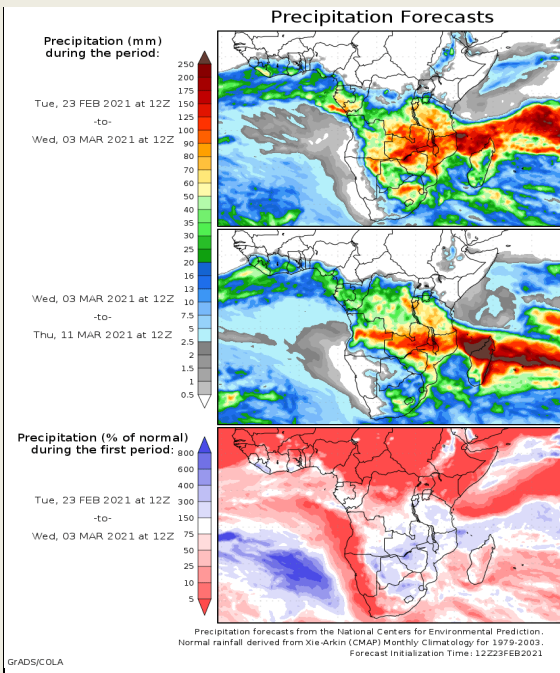 Precipitation Forecasts
Precipitation (mm)
during the period:
250
200
175
150
125
100
90
80
70
60
50
40
35
30
25
20
16
13
10
7.5
5
2.5
2
1.5
1
0.5
Tue, 23 FEB 2021 at 12Z
-to-
Wed, 03 MAR 2021 at 12Z
Wed, 03 MAR 2021 at 12Z
-to-
Thu, 11 MAR 2021 at 12Z
Precipitation (% of normal)
during the first period:
800
600
400
300
150
75
50
25
10
5
Tue, 23 FEB 2021 at 12Z
-to-
Wed, 03 MAR 2021 at 12Z
Precipitation forecasts from the National Centers for Environmental Prediction.
Normal rainfall derived from Xie-Arkin (CMAP) Monthly Climatology for 1979-2003.
Forecast Initialization Time: 12Z23FEB2021
GrADS/COLA